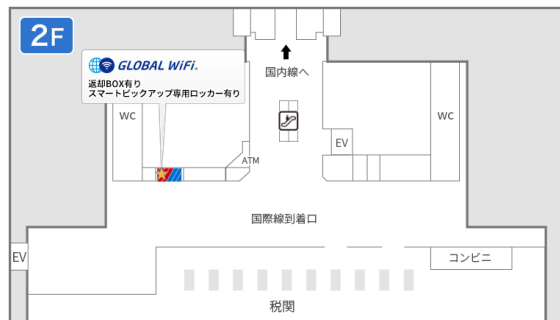 2F
GLOBAL WiFi.
返却BOX有り
スマートピックアップ専用ロッカー有り
国内線へ
WC
WC
EV
ATM
国際線到着口
EV
コンビニ
税関